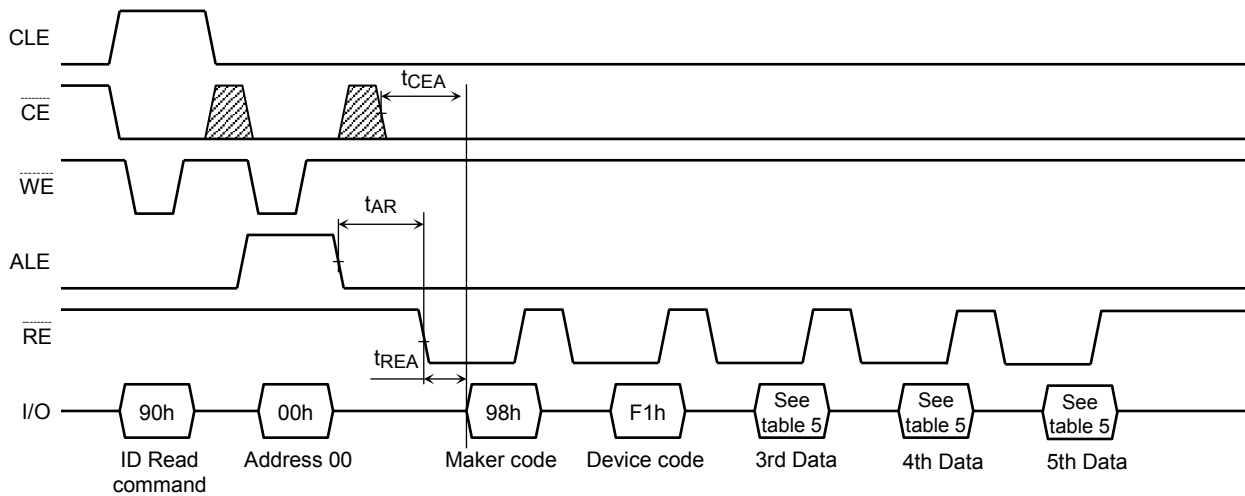 CLE
tCEA
CE
WE
tAR
ALE
RE
tREA
I/O
90h
00h
98h
F1h
See
table 5
See
table 5
See
table 5
ID Read
command
Address 00
Maker code
Device code
3rd Data
4th Data
5th Data